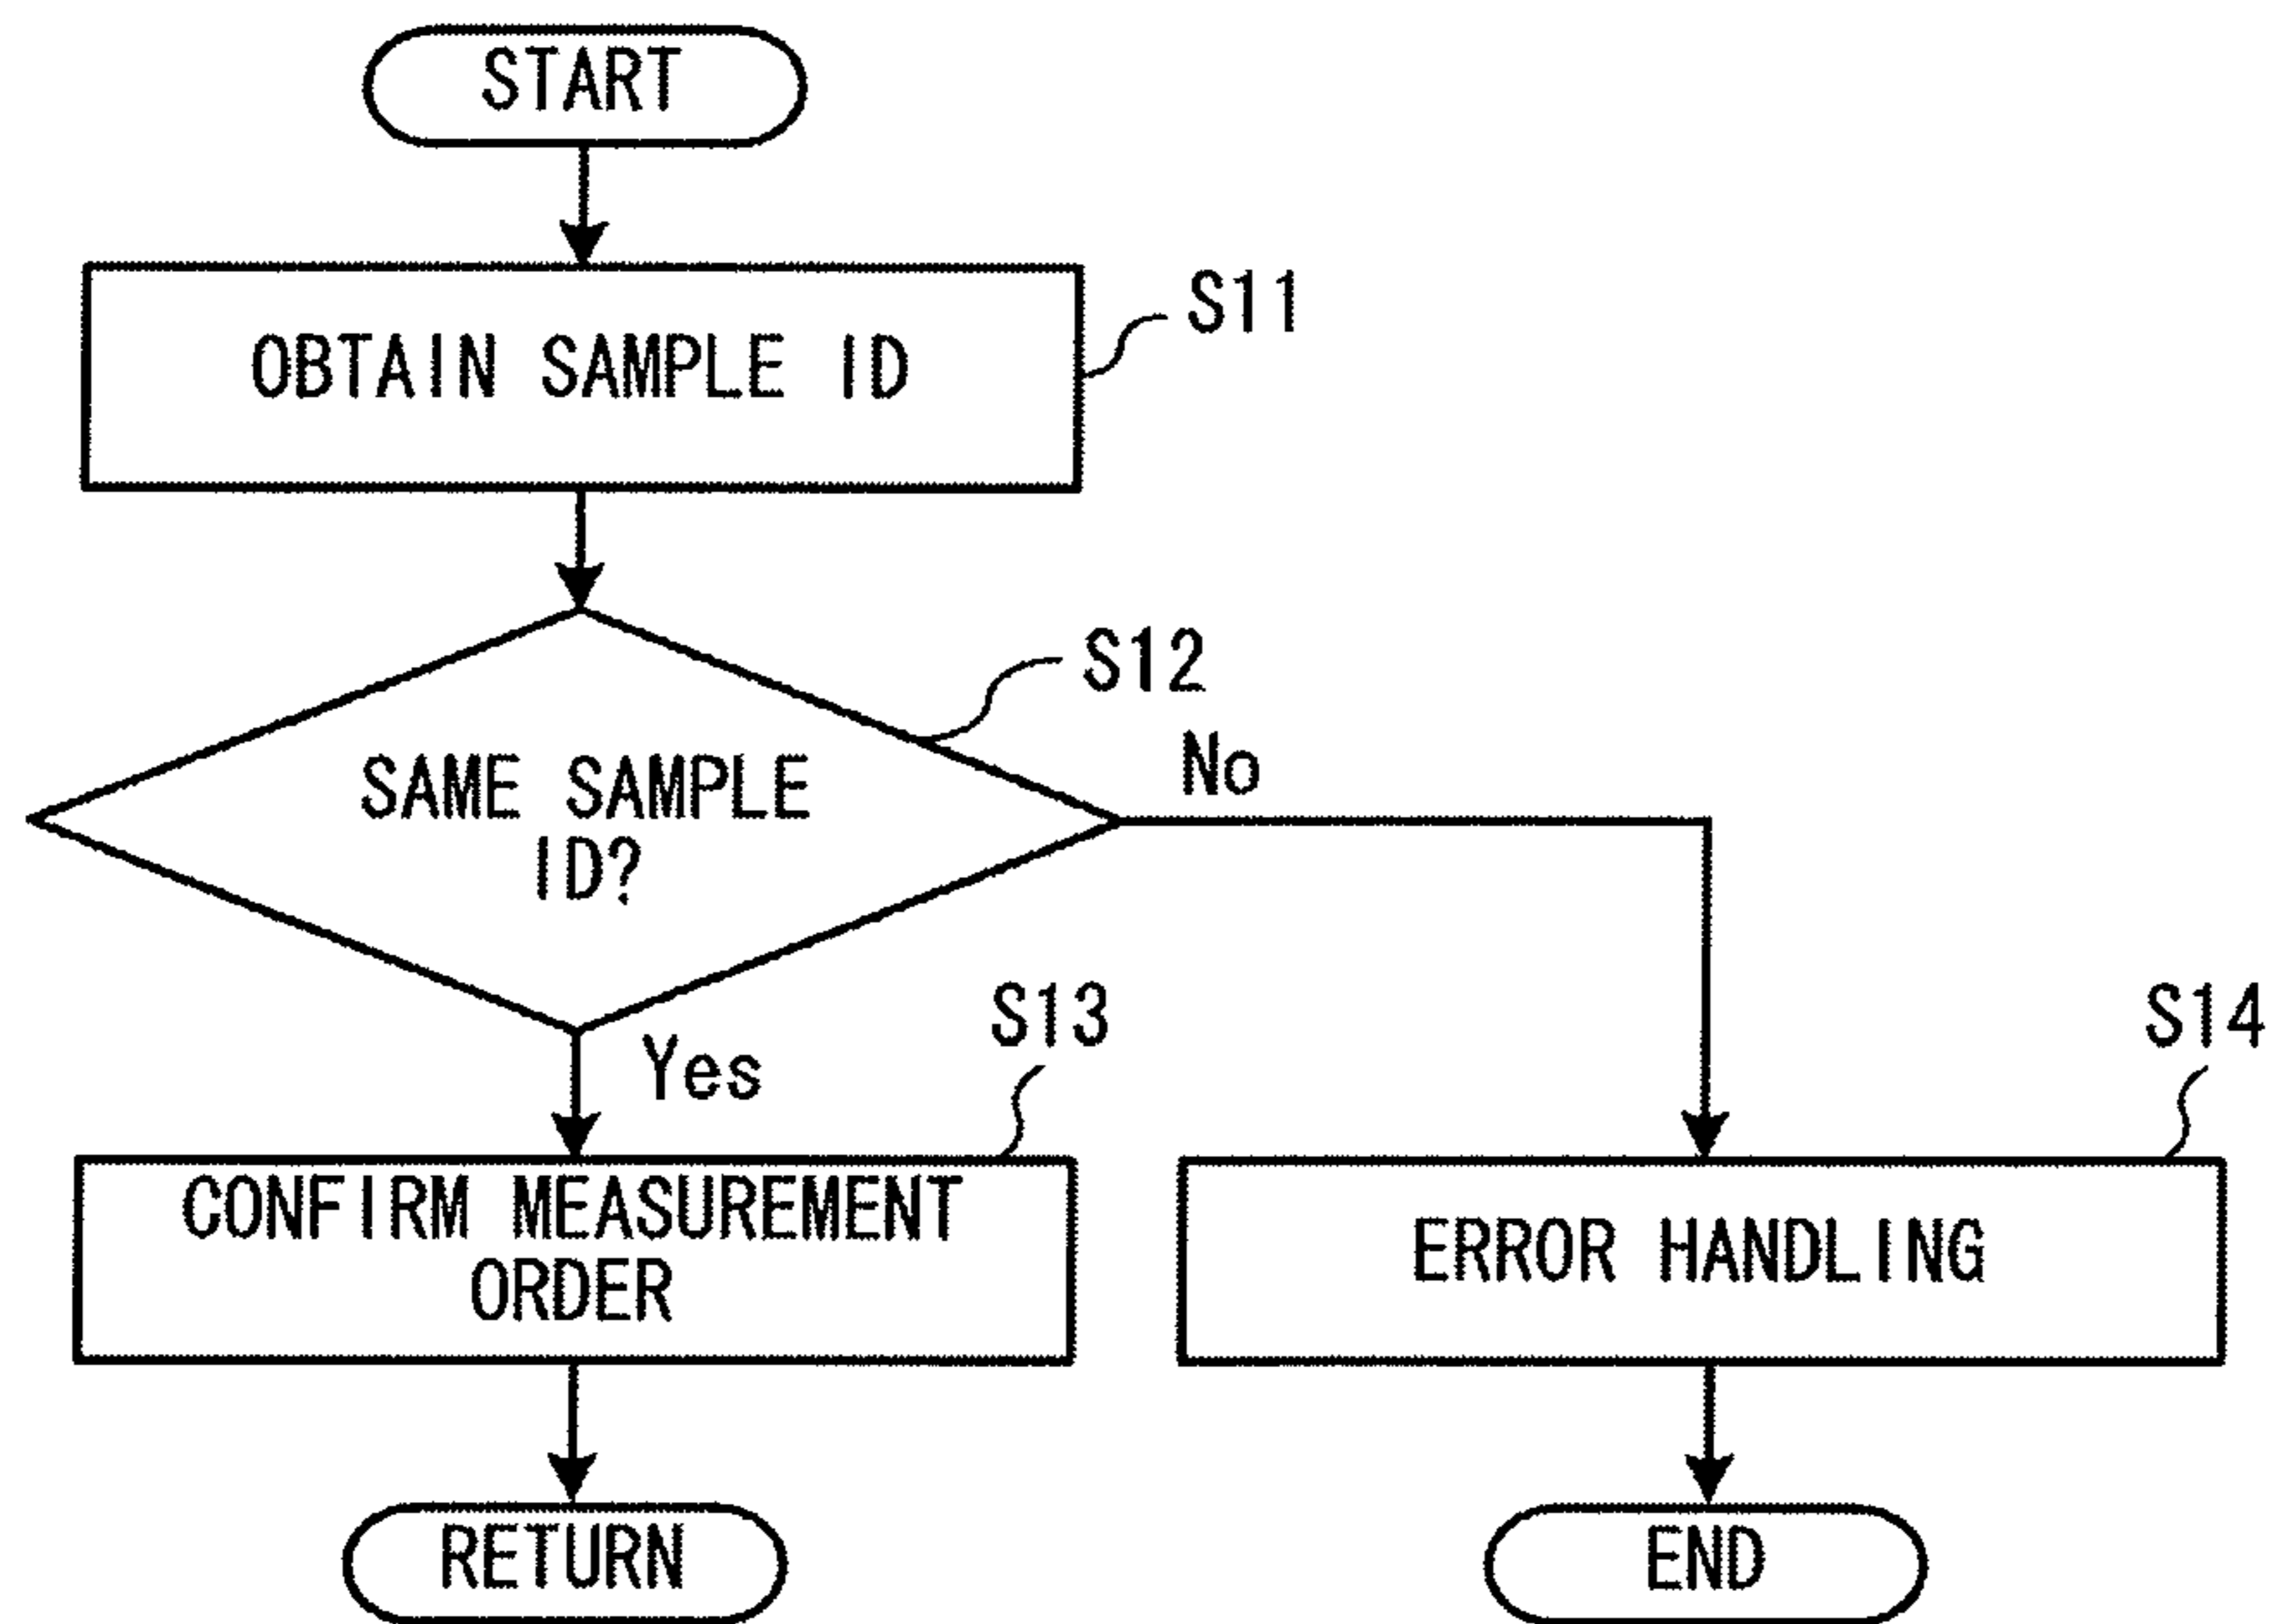 START
OBTAIN SAMPLE ID
S11
S12
SAME SAMPLE
ID?
No
Yes
S13
S14
CONFIRM MEASUREMENT
ORDER
ERROR HANDLING
RETURN
END